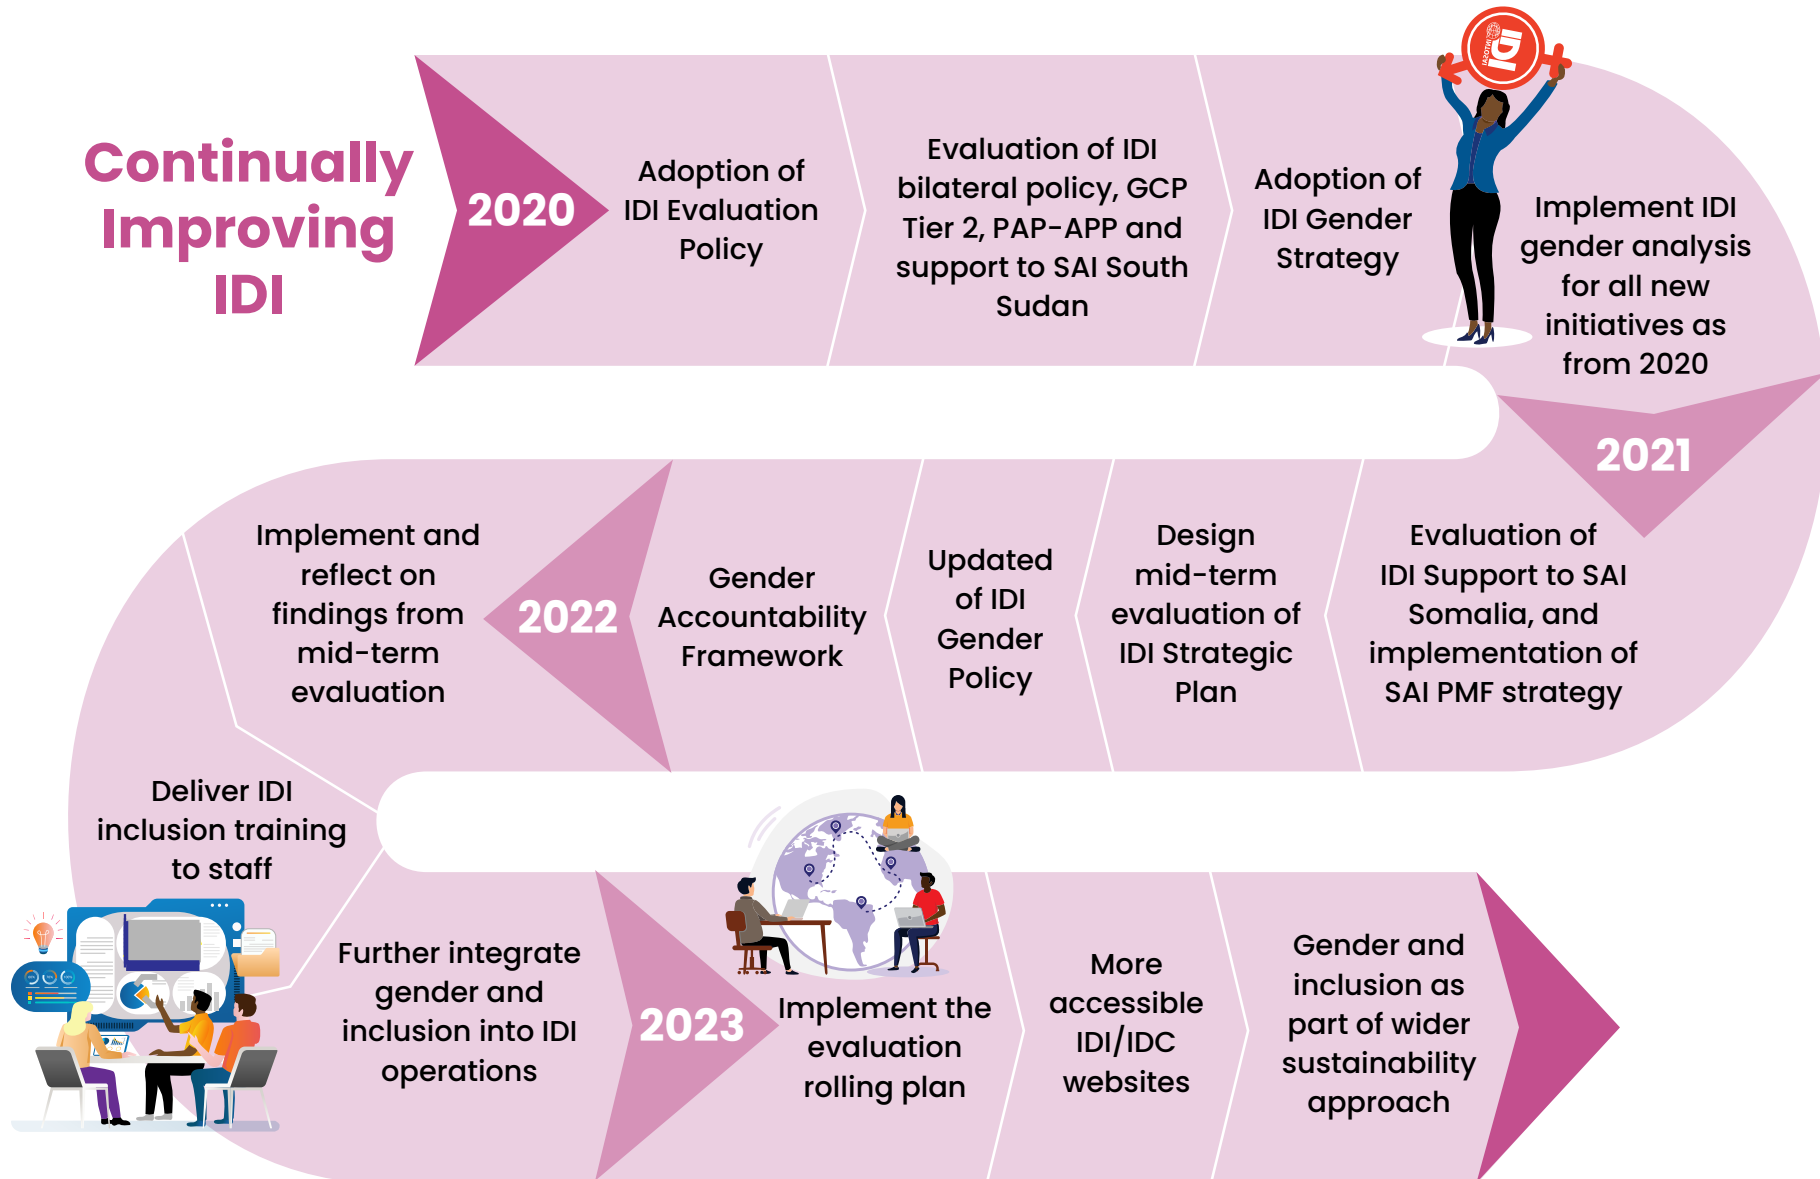 Continually
Improving
IDI
2020
Adoption of
IDI Evaluation
Policy
Evaluation of IDI
bilateral policy, GCP
Tier 2, PAP-APP and
support to SAI South
Sudan
Adoption of
IDI Gender
Strategy
IDI
Implement IDI
gender analysis
for all new
initiatives as
from 2020
2021
Evaluation of
IDI Support to SAI
Somalia, and
implementation of
SAI PMF strategy
Design
mid-term
evaluation of
IDI Strategic
Plan
Updated
of IDI
Gender
Policy
Gender
Accountability
Framework
2022
Implement and
reflect on
findings from
mid-term
evaluation
Deliver IDI
inclusion training
to staff
Further integrate
gender and
inclusion into IDI
operations
2023
Implement the
evaluation
rolling plan
More
accessible
IDI/IDC
websites
Gender and
inclusion as
part of wider
sustainability
approach